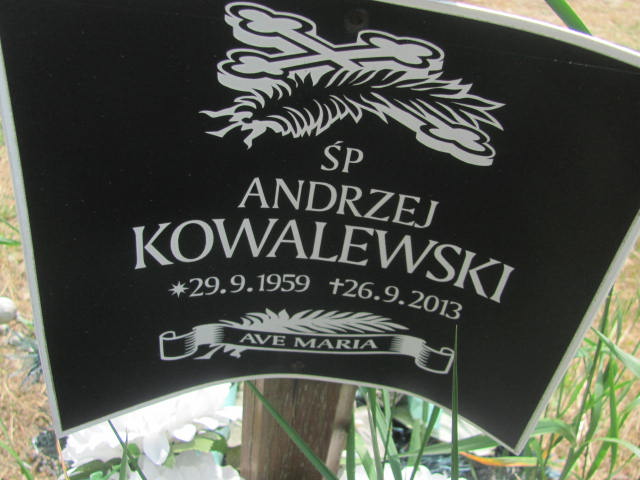 ŚP
ANDRZEJ
KOWALEWSKI
*29.9.1959 †26.9.2013
AVE MARIA